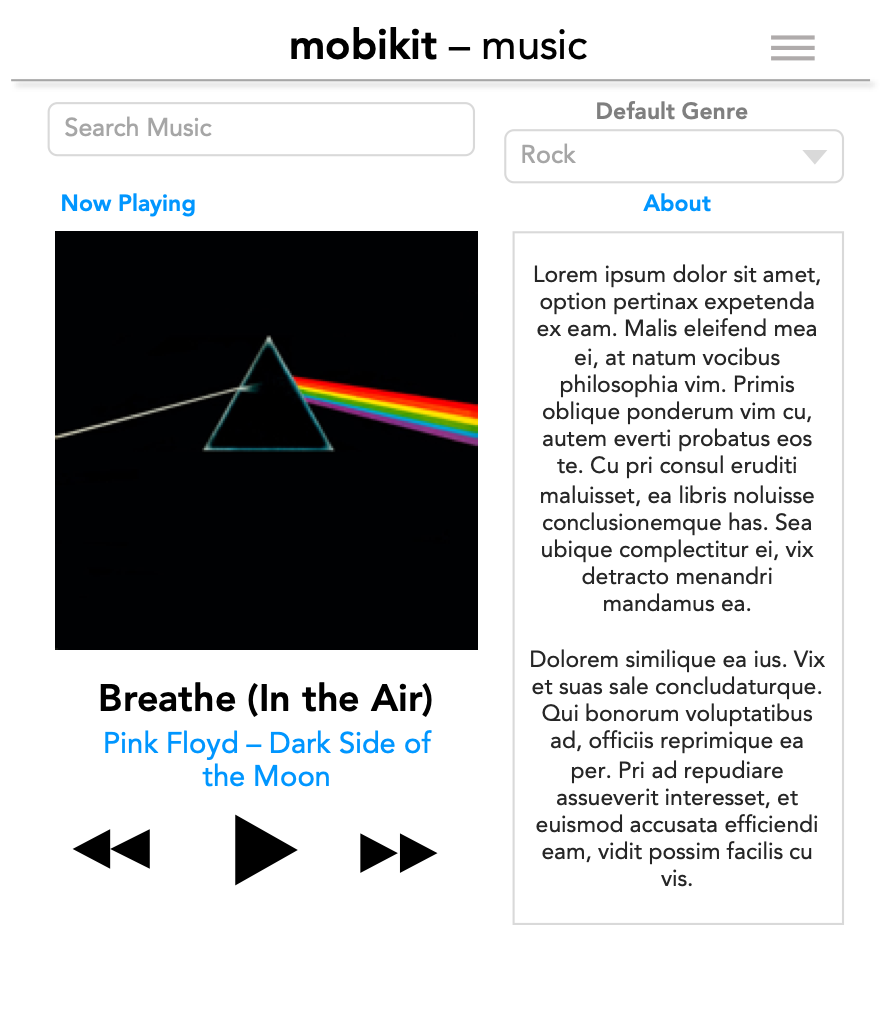 mobikit – music
Search Music
Default Genre
Rock
Now Playing
About
Breathe (In the Air)
Pink Floyd – Dark Side of
the Moon
Lorem ipsum dolor sit amet,
option pertinax expetenda
ex eam. Malis eleifend mea
ei, at natum vocibus
philosophia vim. Primis
oblique ponderum vim cu,
autem everti probatus eos
te. Cu pri consul eruditi
maluisset, ea libris noluisse
conclusionemque has. Sea
ubique complectitur ei, vix
detracto menandri
mandamus ea.
Dolorem similique ea ius. Vix
et suas sale concludaturque.
Qui bonorum voluptatibus
ad, officiis reprimique ea
per. Pri ad repudiare
assueverit interesset, et
euismod accusata efficiendi
eam, vidit possim facilis cu
vis.